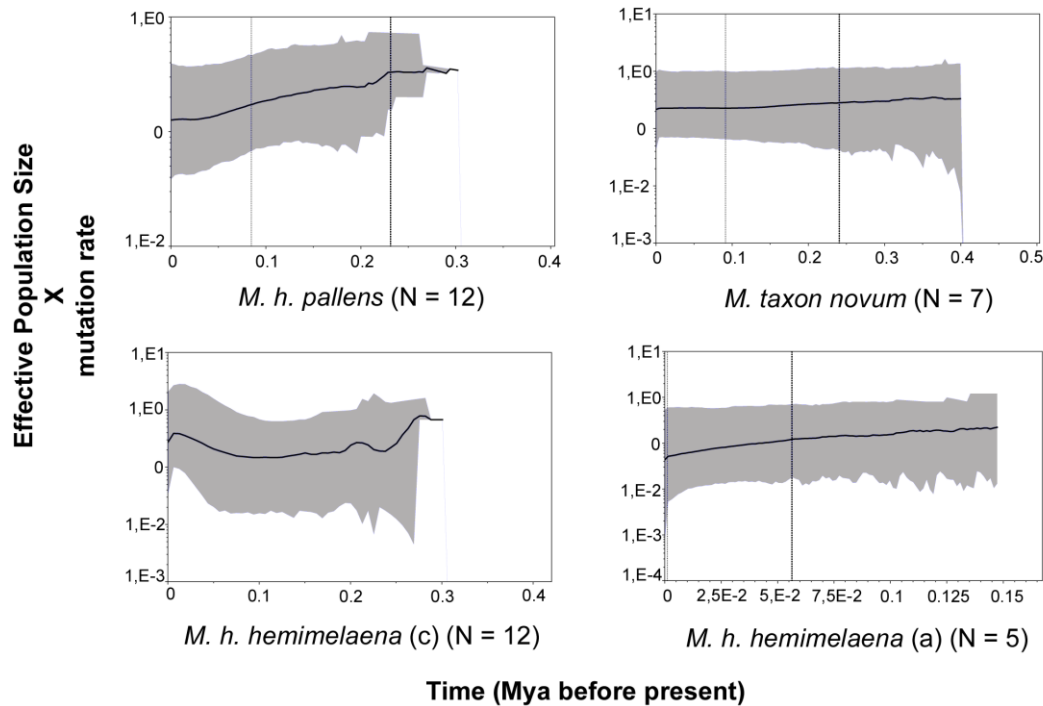 Effective Population Size
X
mutation rate
1,E0
0
1,E-2
0 0.1 0.2 0.3 0.4
M. h. pallens (N = 12)
1,E1
1,E0
0
1,E-2
1,E-3
0 0.1 0.2 0.3 0.4 0.5
M. taxon novum (N = 7)
1,E1
1,E0
0
1,E-2
1,E-3
0 0.1 0.2 0.3 0.4
M. h. hemimelaena (c) (N = 12)
1,E1
1,E0
0
1,E-2
1,E-3
1,E-4
0 2,5E-2 5,E-2 7,5E-2 0.1 0.125 0.15
M. h. hemimelaena (a) (N = 5)
Time (Mya before present)